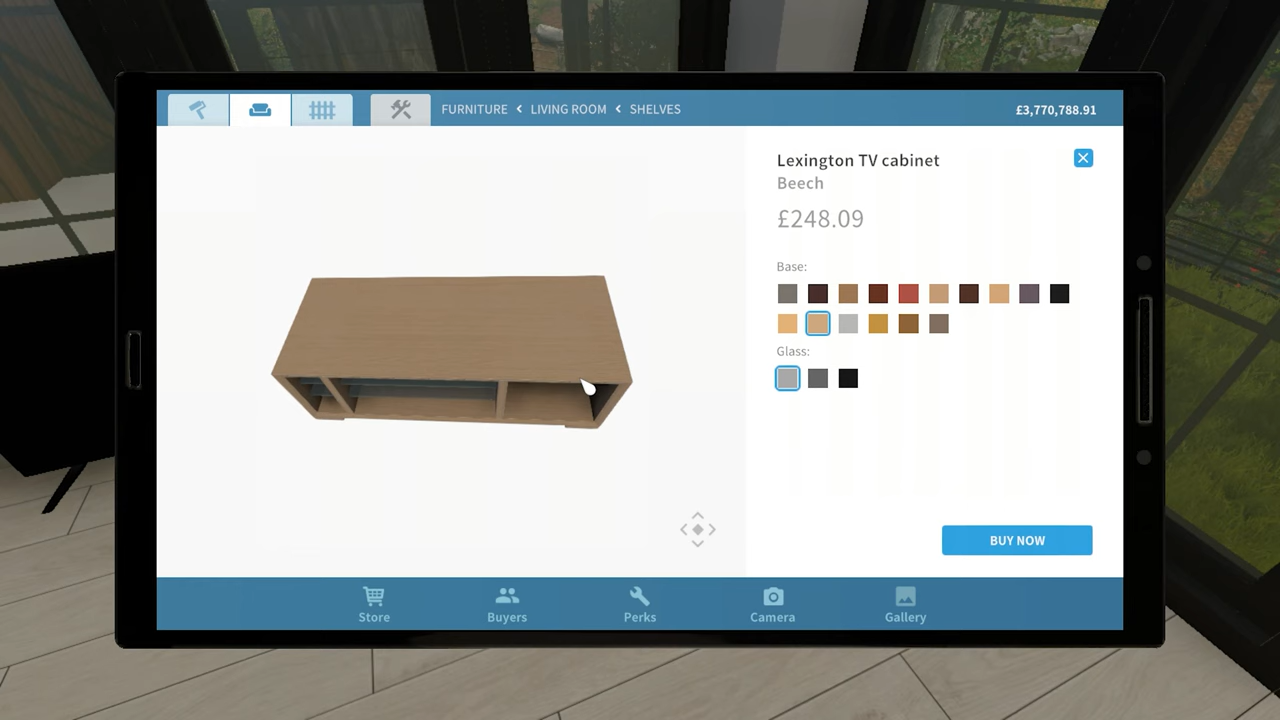 FURNITURE < LIVING ROOM < SHELVES
£3,770,788.91
Lexington TV cabinet
Beech
£248.09
Base:
Glass:
BUY NOW
Store
Buyers
Perks
Camera
Gallery